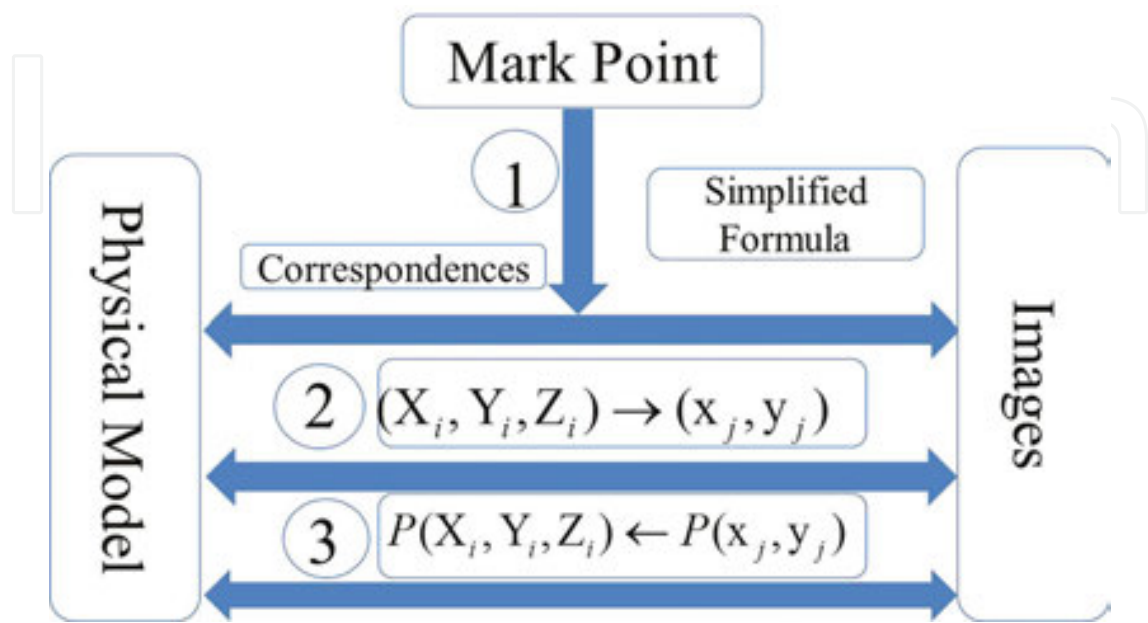 Mark Point
1
Simplified
Formula
Correspondences
Physical Model
Images
2
(X_i, Y_i, Z_i) → (x_j, y_j)
3
P(X_i, Y_i, Z_i) ← P(x_j, y_j)